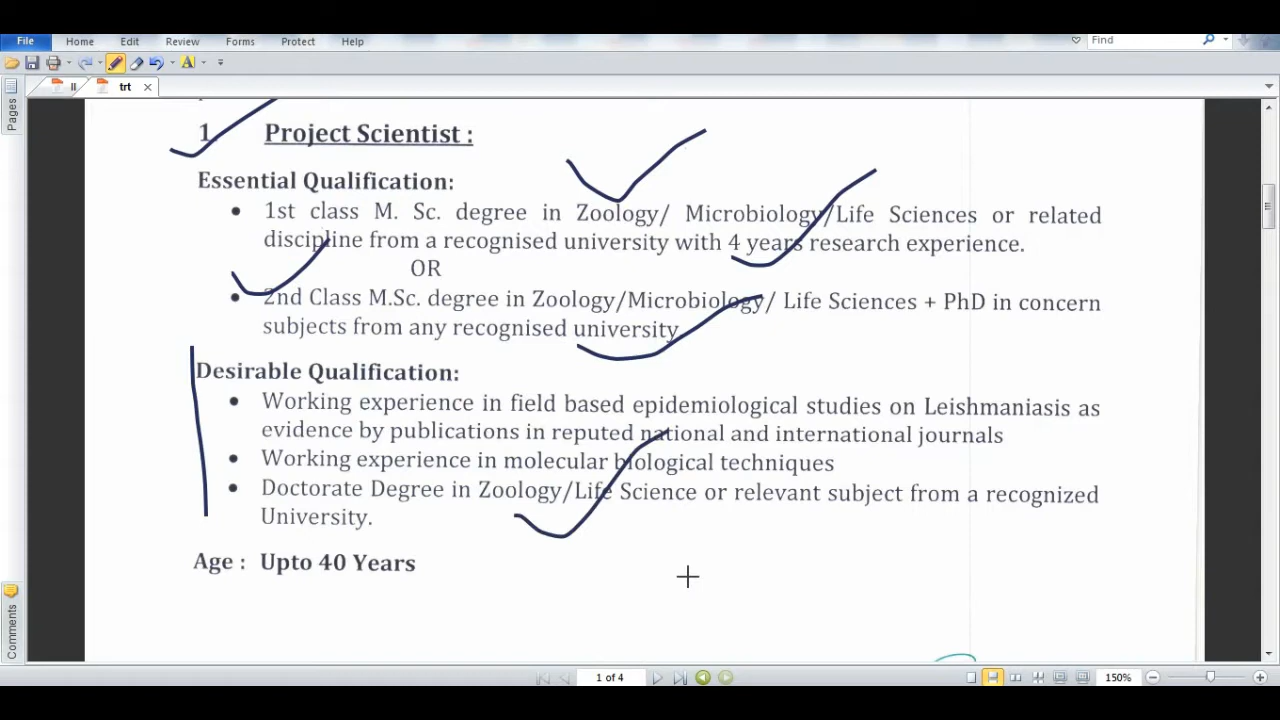 File Home Edit Review Forms Protect Help Find
II trt
Pages
1. Project Scientist :
Essential Qualification:
• 1st class M. Sc. degree in Zoology/ Microbiology/Life Sciences or related
discipline from a recognised university with 4 years research experience.
OR
• 2nd Class M.Sc. degree in Zoology/Microbiology/ Life Sciences + PhD in concern
subjects from any recognised university
Desirable Qualification:
• Working experience in field based epidemiological studies on Leishmaniasis as
evidence by publications in reputed national and international journals
• Working experience in molecular biological techniques
• Doctorate Degree in Zoology/Life Science or relevant subject from a recognized
University.
Age : Upto 40 Years
Comments
1 of 4 150%